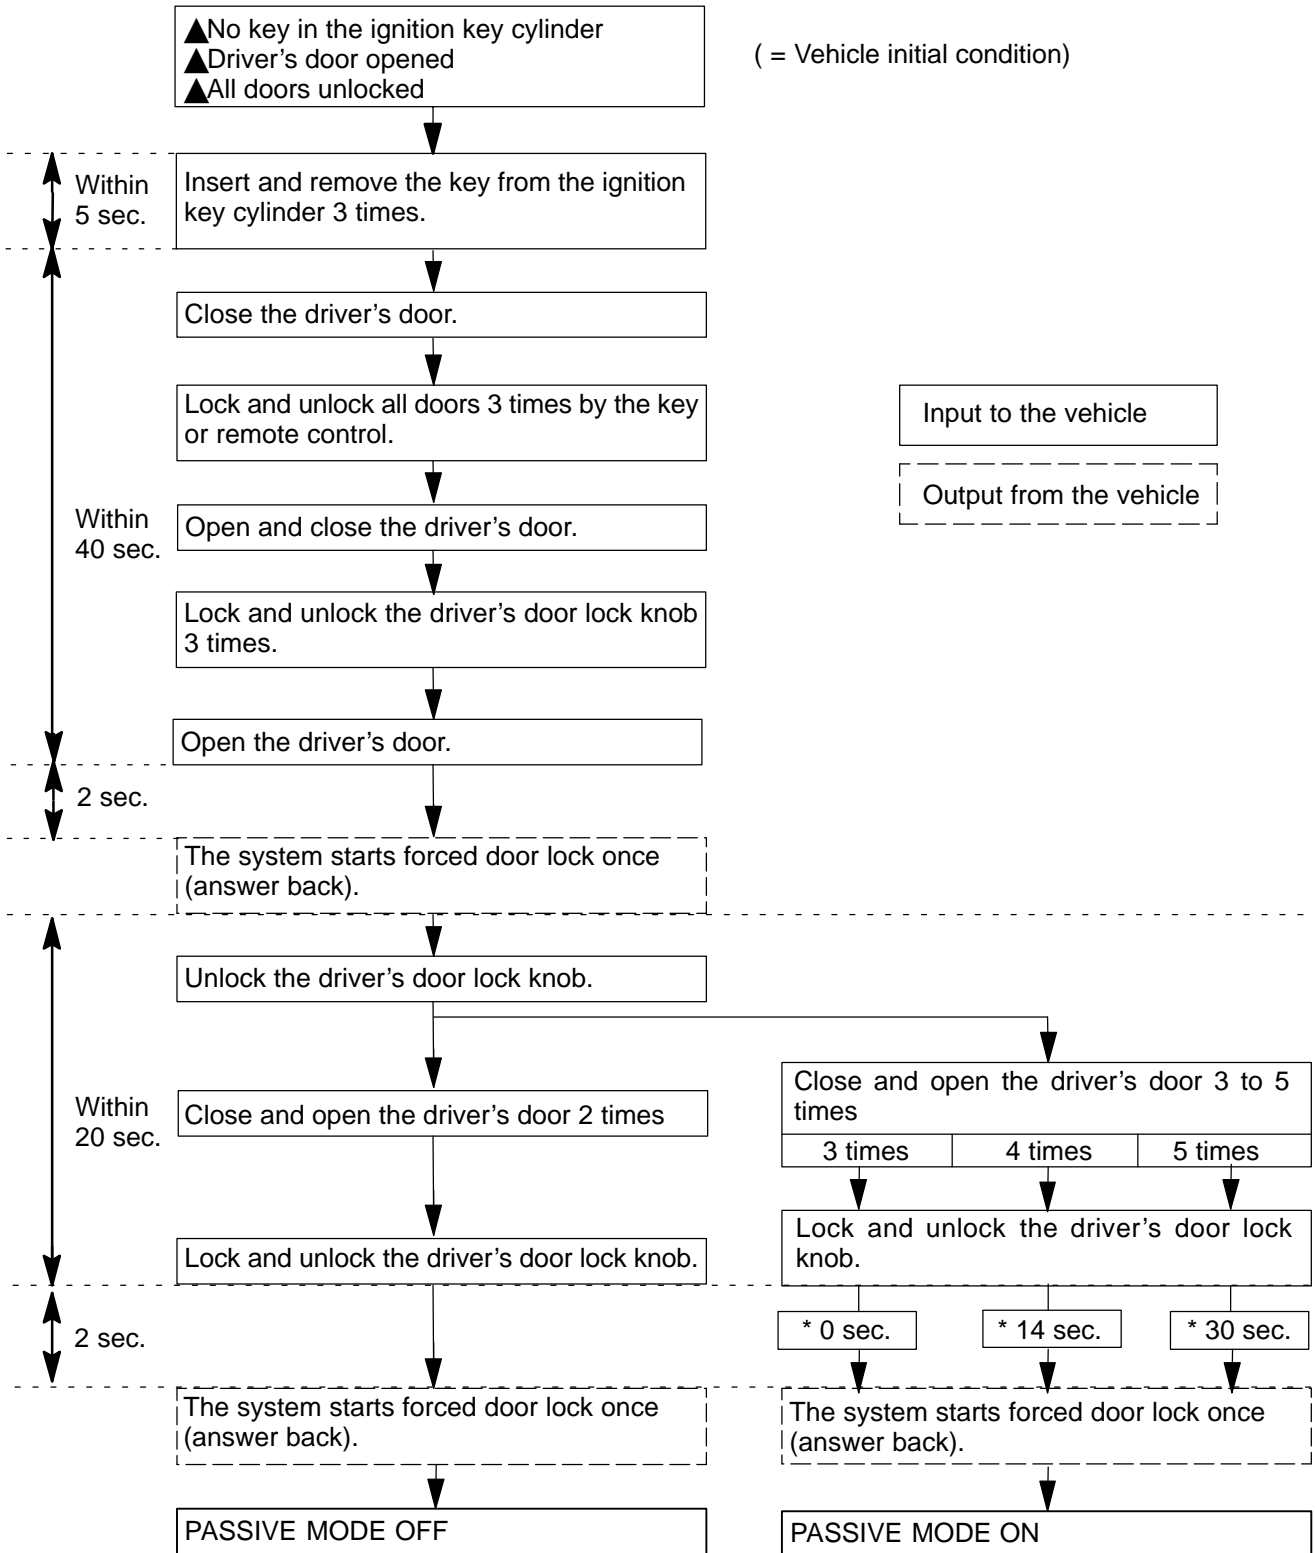 ▲No key in the ignition key cylinder
▲Driver’s door opened
▲All doors unlocked
( = Vehicle initial condition)
Within
5 sec.
Insert and remove the key from the ignition
key cylinder 3 times.
Close the driver’s door.
Lock and unlock all doors 3 times by the key
or remote control.
Input to the vehicle
Output from the vehicle
Within
40 sec.
Open and close the driver’s door.
Lock and unlock the driver’s door lock knob
3 times.
Open the driver’s door.
2 sec.
The system starts forced door lock once
(answer back).
Unlock the driver’s door lock knob.
Within
20 sec.
Close and open the driver’s door 2 times
Close and open the driver’s door 3 to 5
times
3 times
4 times
5 times
Lock and unlock the driver’s door lock knob.
Lock and unlock the driver’s door lock
knob.
2 sec.
* 0 sec.
* 14 sec.
* 30 sec.
The system starts forced door lock once
(answer back).
The system starts forced door lock once
(answer back).
PASSIVE MODE OFF
PASSIVE MODE ON